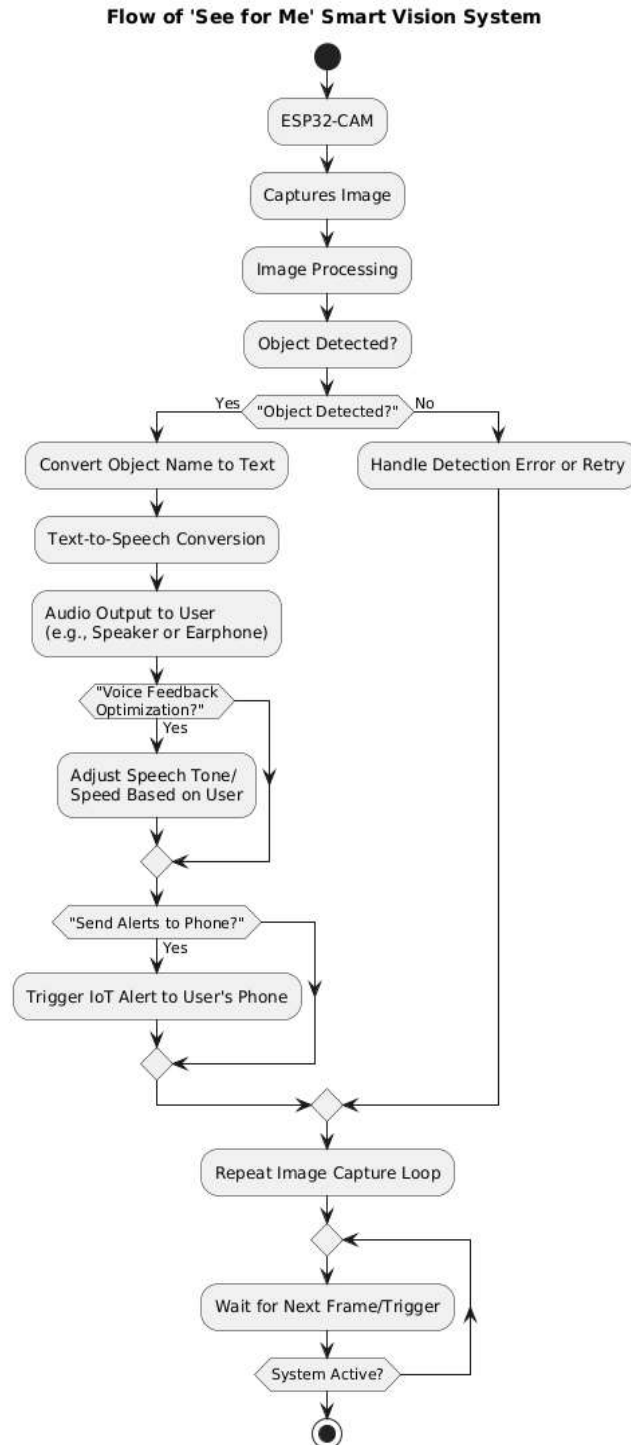 Flow of 'See for Me' Smart Vision System
ESP32-CAM
Captures Image
Image Processing
Object Detected?
Yes
"Object Detected?"
No
Convert Object Name to Text
Handle Detection Error or Retry
Text-to-Speech Conversion
Audio Output to User
(e.g., Speaker or Earphone)
"Voice Feedback
Optimization?"
Yes
Adjust Speech Tone/
Speed Based on User
"Send Alerts to Phone?"
Yes
Trigger IoT Alert to User's Phone
Repeat Image Capture Loop
Wait for Next Frame/Trigger
System Active?